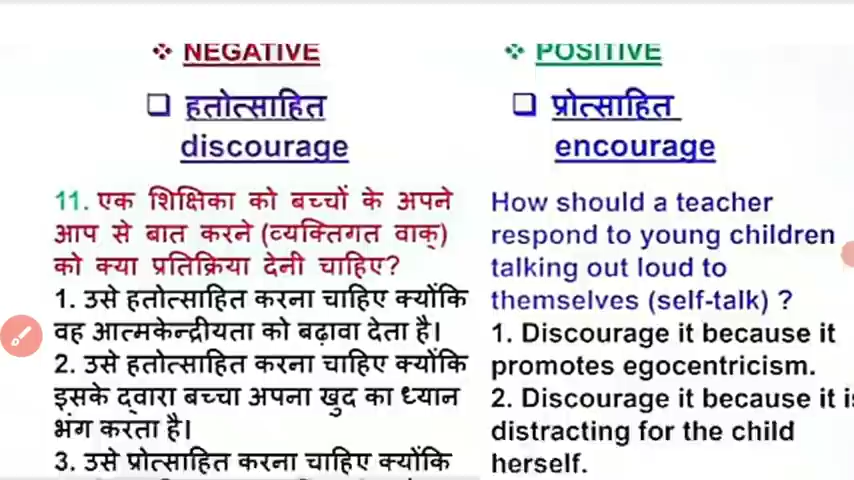 ❖ NEGATIVE
❑ हतोत्साहित
discourage
11. एक शिक्षिका को बच्चों के अपने
आप से बात करने (व्यक्तिगत वाक्)
को क्या प्रतिक्रिया देनी चाहिए?
1. उसे हतोत्साहित करना चाहिए क्योंकि
वह आत्मकेन्द्रीयता को बढ़ावा देता है।
2. उसे हतोत्साहित करना चाहिए क्योंकि
इसके द्वारा बच्चा अपना खुद का ध्यान
भंग करता है।
3. उसे प्रोत्साहित करना चाहिए क्योंकि
❖ POSITIVE
❑ प्रोत्साहित
encourage
How should a teacher
respond to young children
talking out loud to
themselves (self-talk) ?
1. Discourage it because it
promotes egocentricism.
2. Discourage it because it
distracting for the child
herself.